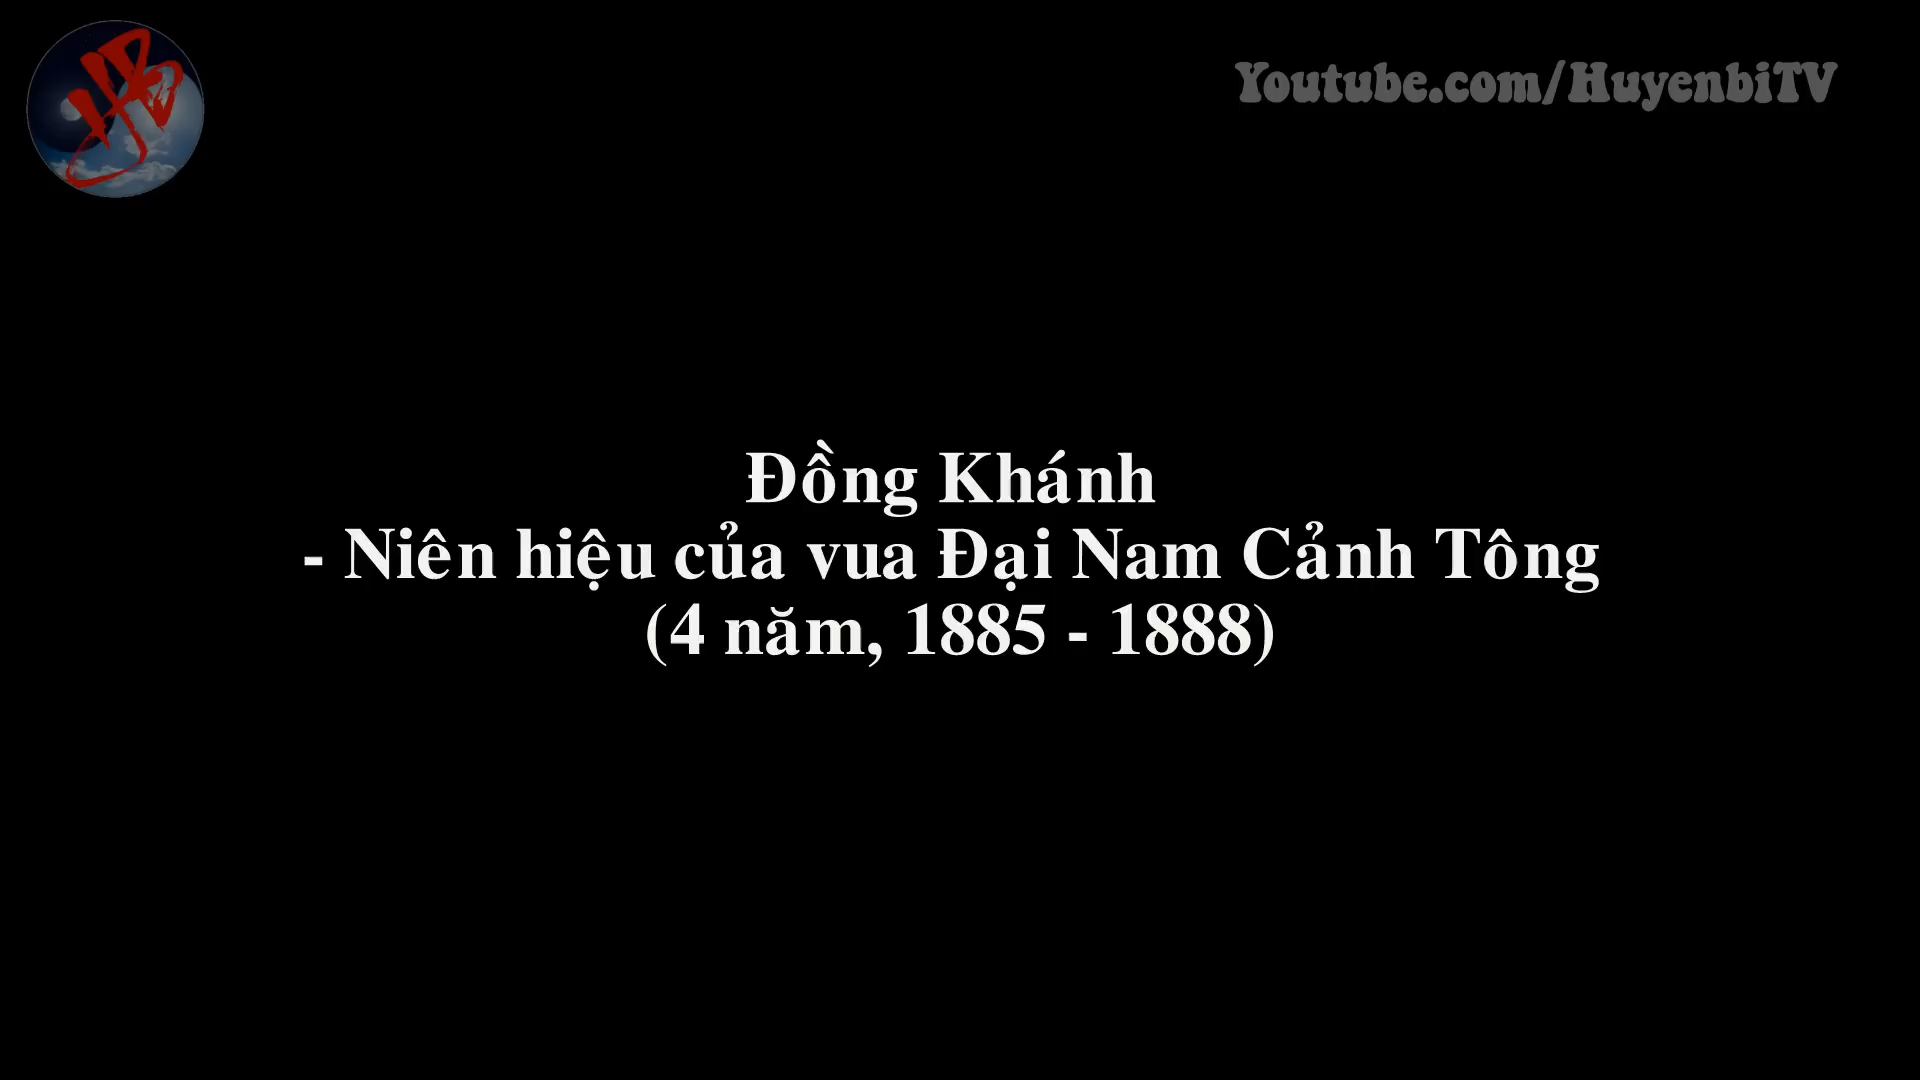 Youtube.com/HuyenbiTV
Đồng Khánh
- Niên hiệu của vua Đại Nam Cảnh Tông
(4 năm, 1885 - 1888)